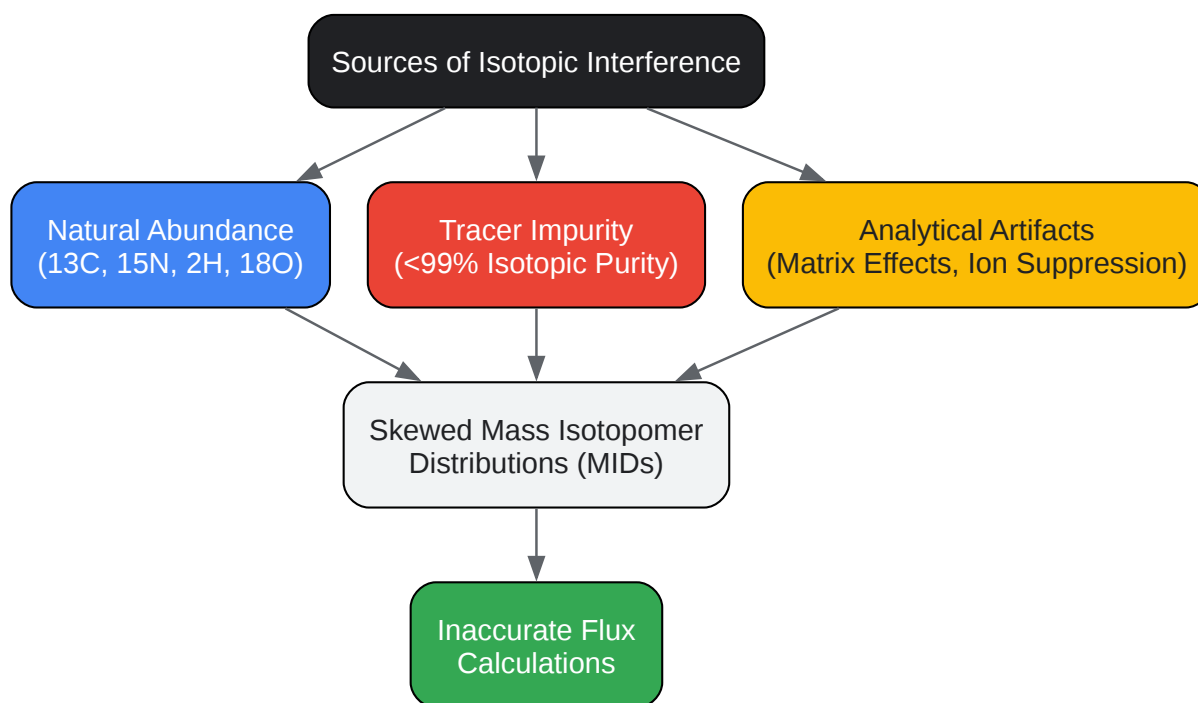 Sources of Isotopic Interference
Natural Abundance
(13C, 15N, 2H, 18O)
Tracer Impurity
(<99% Isotopic Purity)
Analytical Artifacts
(Matrix Effects, Ion Suppression)
Skewed Mass Isotopomer
Distributions (MIDs)
Inaccurate Flux
Calculations